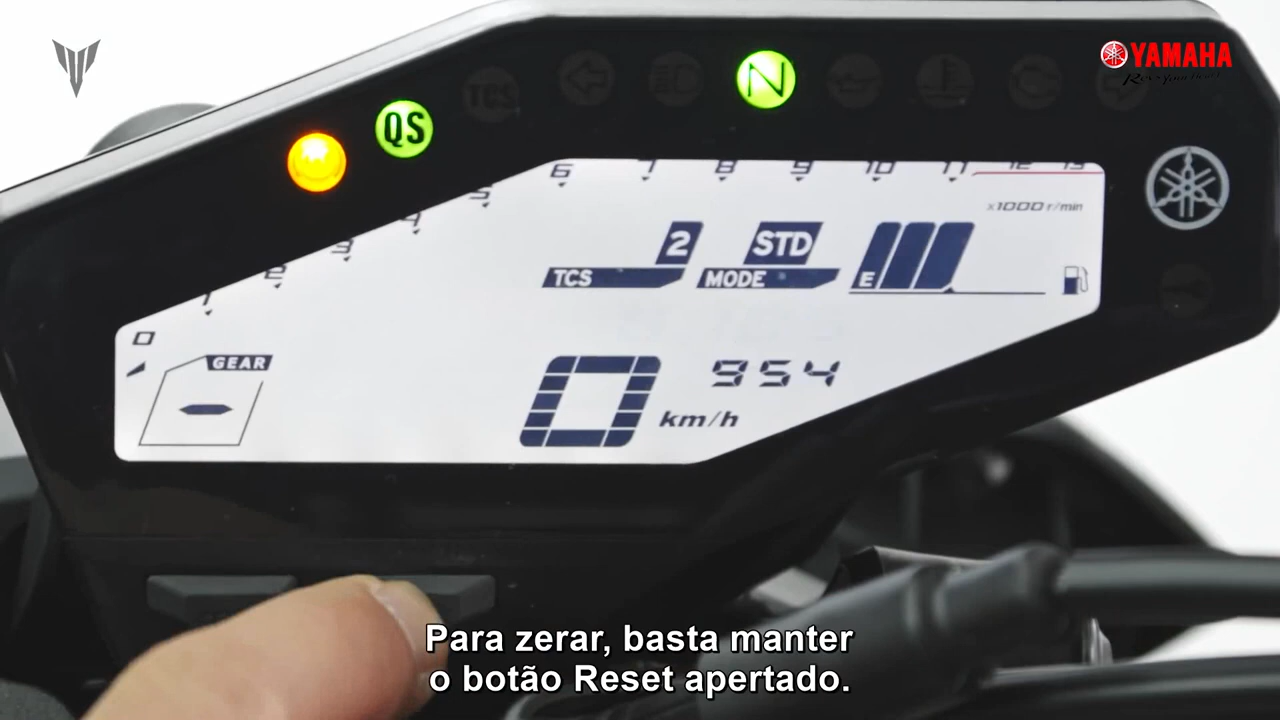 YAMAHA
QS
TCS
N
6 7 8 9 10 11 12 13
5
4
3
2
1
0
x1000 r/min
2
STD
TCS
MODE
E
GEAR
954
0
km/h
Para zerar, basta manter
o botão Reset apertado.